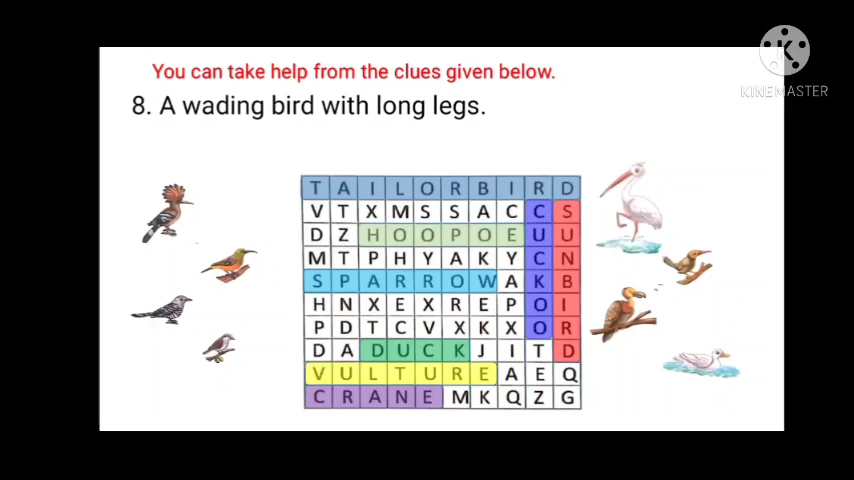 You can take help from the clues given below.
KINEMASTER
8. A wading bird with long legs.
T A I L O R B I R D
V T X M S S A C C S
D Z H O O P O E U U
M T P H Y A K Y C N
S P A R R O W A K B
H N X E X R E P O I
P D T C V X K X O R
D A D U C K J I T D
V U L T U R E A E Q
C R A N E M K Q Z G